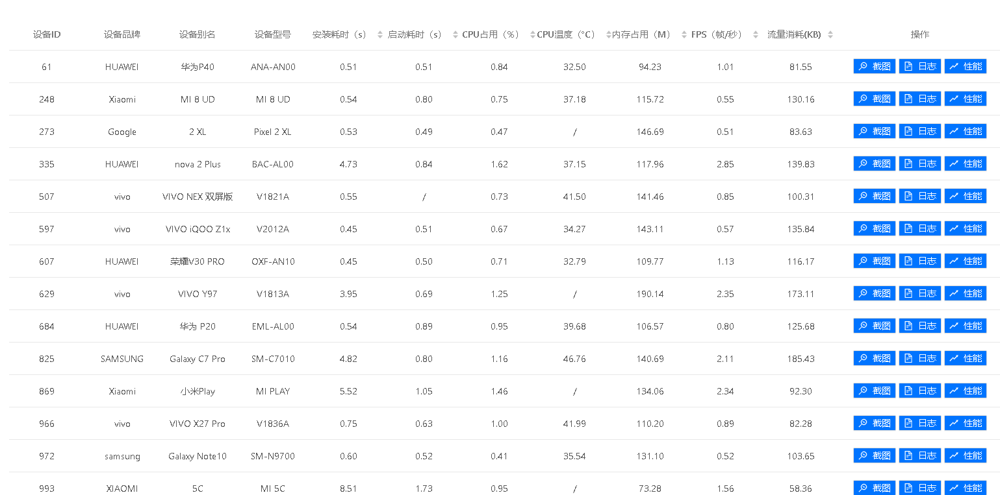 设备ID 设备品牌 设备别名 设备型号 安装耗时（s） 启动耗时（s） CPU占用（%） CPU温度（°C） 内存占用（M） FPS（帧/秒） 流量消耗(KB) 操作
61 HUAWEI 华为P40 ANA-AN00 0.51 0.51 0.84 32.50 94.23 1.01 81.55 截图 日志 性能
248 Xiaomi MI 8 UD MI 8 UD 0.54 0.80 0.75 37.18 115.72 0.55 130.16 截图 日志 性能
273 Google 2 XL Pixel 2 XL 0.53 0.49 0.47 / 146.69 0.51 83.63 截图 日志 性能
335 HUAWEI nova 2 Plus BAC-AL00 4.73 0.84 1.62 37.15 117.96 2.85 139.83 截图 日志 性能
507 vivo VIVO NEX 双屏版 V1821A 0.55 / 0.73 41.50 141.46 0.85 100.31 截图 日志 性能
597 vivo VIVO iQOO Z1x V2012A 0.45 0.51 0.67 34.27 143.11 0.57 135.84 截图 日志 性能
607 HUAWEI 荣耀V30 PRO OXF-AN10 0.45 0.50 0.71 32.79 109.77 1.13 116.17 截图 日志 性能
629 vivo VIVO Y97 V1813A 3.95 0.69 1.25 / 190.14 2.35 173.11 截图 日志 性能
684 HUAWEI 华为 P20 EML-AL00 0.54 0.89 0.95 39.68 106.57 0.80 125.68 截图 日志 性能
825 SAMSUNG Galaxy C7 Pro SM-C7010 4.82 0.80 1.16 46.76 140.69 2.11 185.43 截图 日志 性能
869 Xiaomi 小米Play MI PLAY 5.52 1.05 1.46 / 134.06 2.34 92.30 截图 日志 性能
966 vivo VIVO X27 Pro V1836A 0.75 0.63 1.00 41.99 110.20 0.89 82.28 截图 日志 性能
972 samsung Galaxy Note10 SM-N9700 0.60 0.52 0.41 35.54 131.10 0.52 103.65 截图 日志 性能
993 XIAOMI 5C MI 5C 8.51 1.73 0.95 / 73.28 1.56 58.36 截图 日志 性能